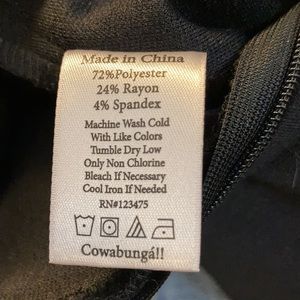 Made in China
72%Polyester
24% Rayon
4% Spandex
Machine Wash Cold
With Like Colors
Tumble Dry Low
Only Non Chlorine
Bleach If Necessary
Cool Iron If Needed
RN#123475
Cowabungá!!